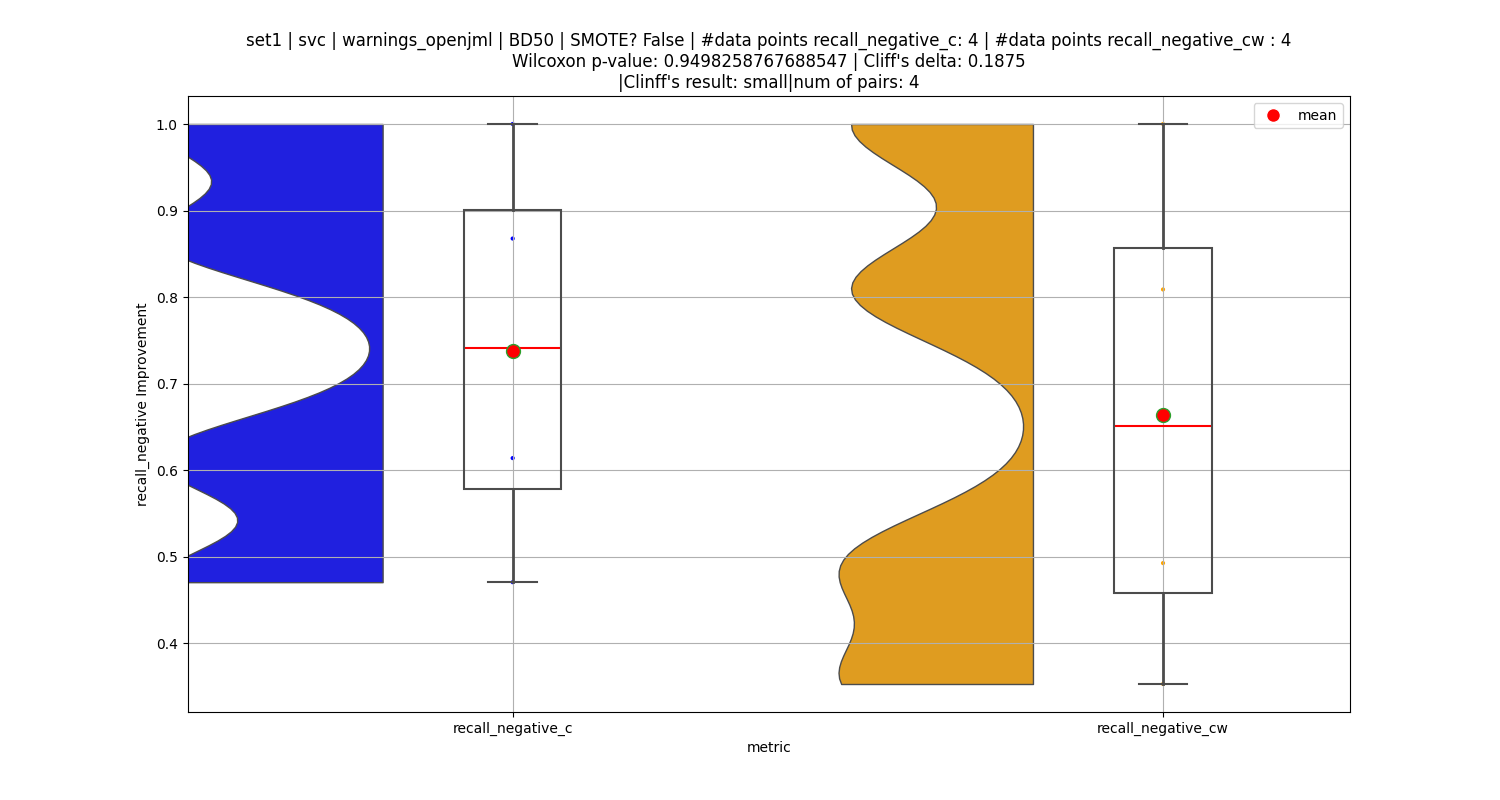 set1 | svc | warnings_openjml | BD50 | SMOTE? False | #data points recall_negative_c: 4 | #data points recall_negative_cw : 4
Wilcoxon p-value: 0.9498258767688547 | Cliff's delta: 0.1875
|Clinff's result: small|num of pairs: 4
mean
1.0
0.9
0.8
0.7
0.6
0.5
0.4
recall_negative Improvement
recall_negative_c
recall_negative_cw
metric